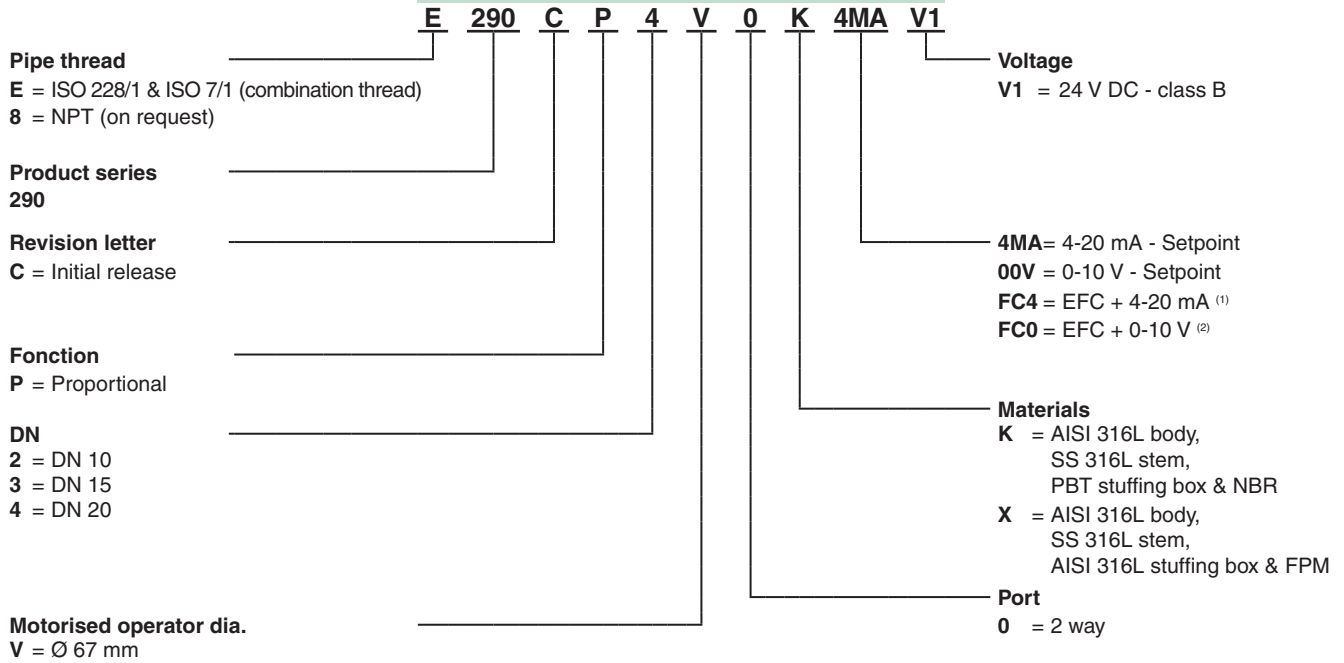 E 290 C P 4 V 0 K 4MA V1
Pipe thread
E = ISO 228/1 & ISO 7/1 (combination thread)
8 = NPT (on request)
Product series
290
Revision letter
C = Initial release
Fonction
P = Proportional
DN
2 = DN 10
3 = DN 15
4 = DN 20
Motorised operator dia.
V = Ø 67 mm
Voltage
V1 = 24 V DC - class B
4MA= 4-20 mA - Setpoint
00V = 0-10 V - Setpoint
FC4 = EFC + 4-20 mA (1)
FC0 = EFC + 0-10 V (2)
Materials
K = AISI 316L body,
SS 316L stem,
PBT stuffing box & NBR
X = AISI 316L body,
SS 316L stem,
AISI 316L stuffing box & FPM
Port
0 = 2 way